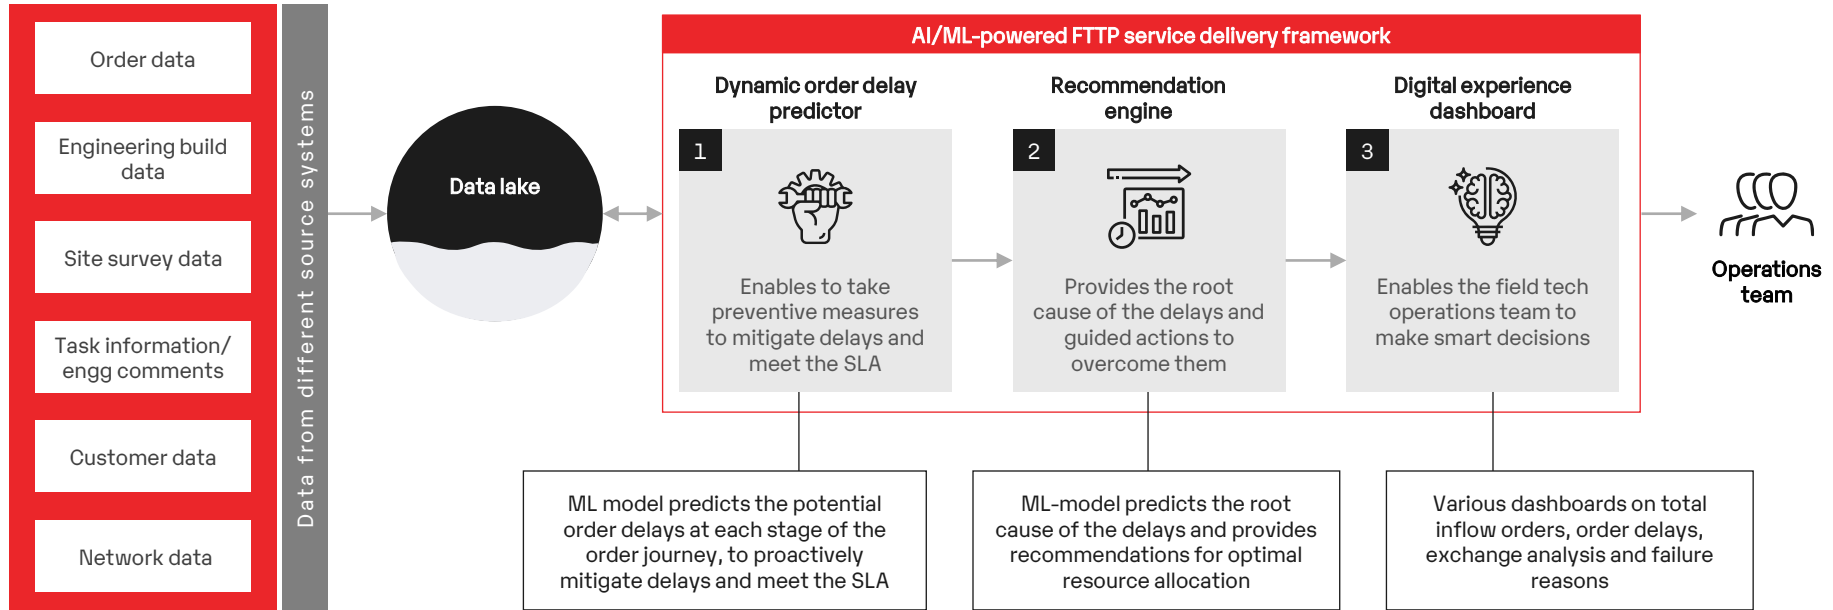 Order data
Engineering build
data
Site survey data
Task information/
engg comments
Customer data
Network data
Data from different source systems
Data lake
AI/ML-powered FTTP service delivery framework
Dynamic order delay
predictor
1
Enables to take
preventive measures
to mitigate delays and
meet the SLA
Recommendation
engine
2
Provides the root
cause of the delays and
guided actions to
overcome them
Digital experience
dashboard
3
Enables the field tech
operations team to
make smart decisions
Operations
team
ML model predicts the potential
order delays at each stage of the
order journey, to proactively
mitigate delays and meet the SLA
ML-model predicts the root
cause of the delays and provides
recommendations for optimal
resource allocation
Various dashboards on total
inflow orders, order delays,
exchange analysis and failure
reasons